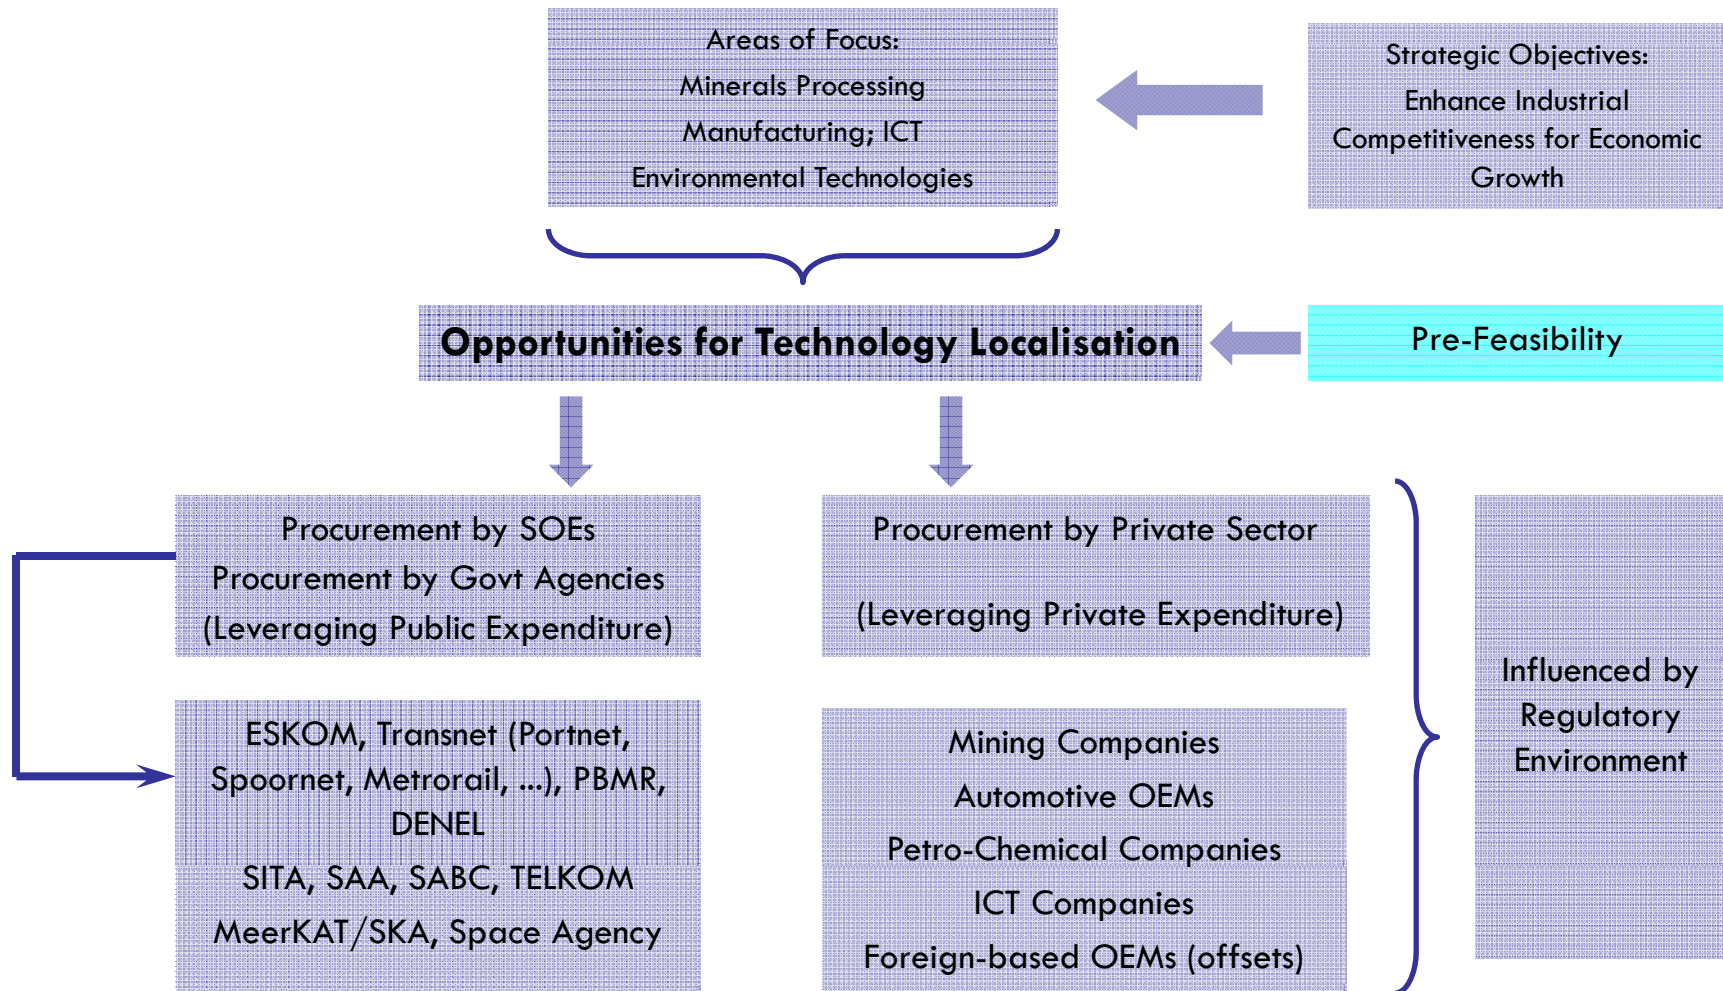 Areas of Focus:
Minerals Processing
Manufacturing; ICT
Environmental Technologies
Strategic Objectives:
Enhance Industrial
Competitiveness for Economic
Growth
Opportunities for Technology Localisation
Pre-Feasibility
Procurement by SOEs
Procurement by Govt Agencies
(Leveraging Public Expenditure)
Procurement by Private Sector
(Leveraging Private Expenditure)
ESKOM, Transnet (Portnet,
Spoornet, Metrorail, ...), PBMR,
DENEL
SITA, SAA, SABC, TELKOM
MeerKAT/SKA, Space Agency
Mining Companies
Automotive OEMs
Petro-Chemical Companies
ICT Companies
Foreign-based OEMs (offsets)
Influenced by
Regulatory
Environment